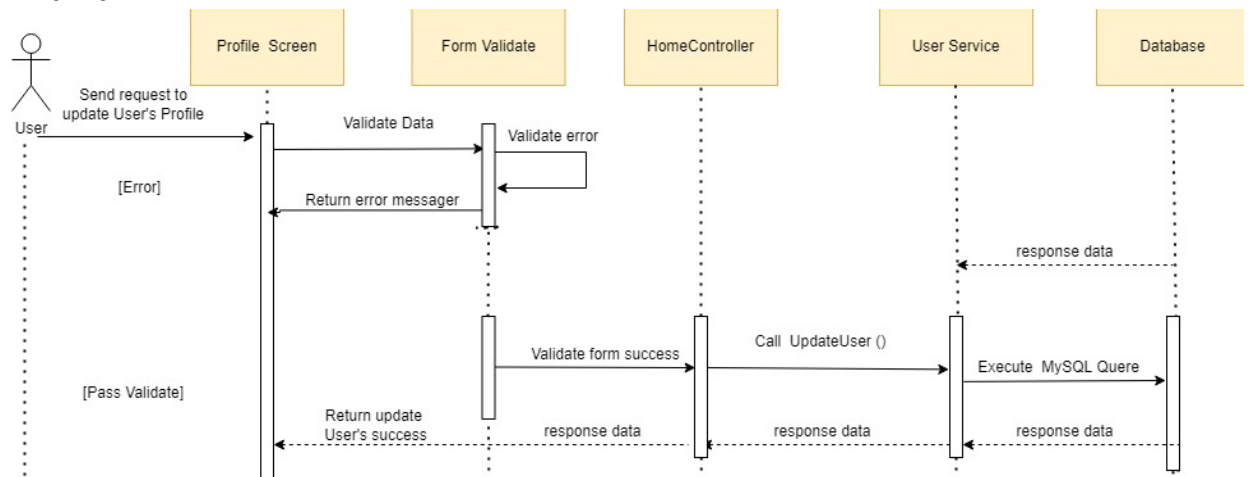 Profile Screen
Form Validate
HomeController
User Service
Database
Send request to
update User's Profile
User
Validate Data
Validate error
[Error]
Return error messager
response data
Validate form success
Call UpdateUser ()
Execute MySQL Quere
[Pass Validate]
Return update
User's success
response data
response data
response data